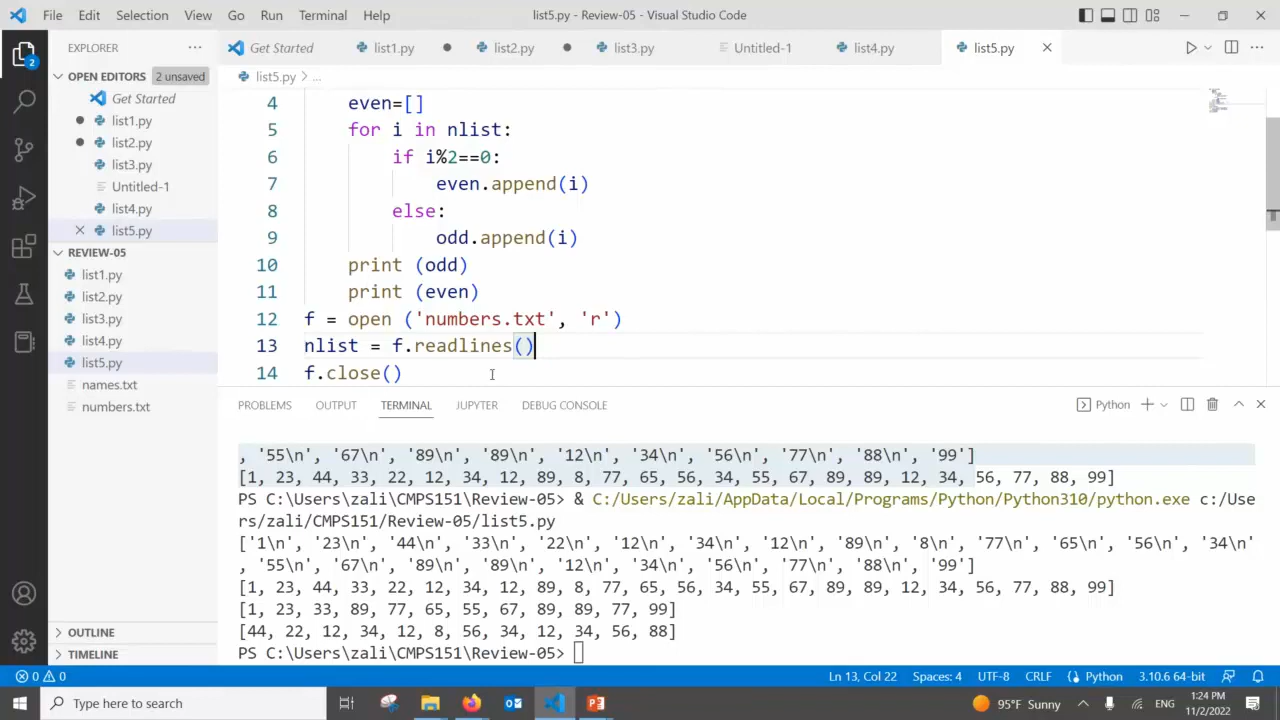 File Edit Selection View Go Run Terminal Help list5.py - Review-05 - Visual Studio Code
EXPLORER
OPEN EDITORS 2 unsaved
Get Started
list1.py
list2.py
list3.py
Untitled-1
list4.py
list5.py
REVIEW-05
list1.py
list2.py
list3.py
list4.py
list5.py
names.txt
numbers.txt
OUTLINE
TIMELINE
2
Get Started list1.py list2.py list3.py Untitled-1 list4.py list5.py
list5.py > ...
4 even=[]
5 for i in nlist:
6 if i%2==0:
7 even.append(i)
8 else:
9 odd.append(i)
10 print (odd)
11 print (even)
12 f = open ('numbers.txt', 'r')
13 nlist = f.readlines()
14 f.close()
PROBLEMS OUTPUT TERMINAL JUPYTER DEBUG CONSOLE Python
, '55\n', '67\n', '89\n', '89\n', '12\n', '34\n', '56\n', '77\n', '88\n', '99']
[1, 23, 44, 33, 22, 12, 34, 12, 89, 8, 77, 65, 56, 34, 55, 67, 89, 89, 12, 34, 56, 77, 88, 99]
PS C:\Users\zali\CMPS151\Review-05> & C:/Users/zali/AppData/Local/Programs/Python/Python310/python.exe c:/Use
rs/zali/CMPS151/Review-05/list5.py
['1\n', '23\n', '44\n', '33\n', '22\n', '12\n', '34\n', '12\n', '89\n', '8\n', '77\n', '65\n', '56\n', '34\n'
, '55\n', '67\n', '89\n', '89\n', '12\n', '34\n', '56\n', '77\n', '88\n', '99']
[1, 23, 44, 33, 22, 12, 34, 12, 89, 8, 77, 65, 56, 34, 55, 67, 89, 89, 12, 34, 56, 77, 88, 99]
[1, 23, 33, 89, 77, 65, 55, 67, 89, 89, 77, 99]
[44, 22, 12, 34, 12, 8, 56, 34, 12, 34, 56, 88]
PS C:\Users\zali\CMPS151\Review-05>
0 0 Ln 13, Col 22 Spaces: 4 UTF-8 CRLF Python 3.10.6 64-bit
Type here to search 95°F Sunny ENG 1:24 PM
11/2/2022